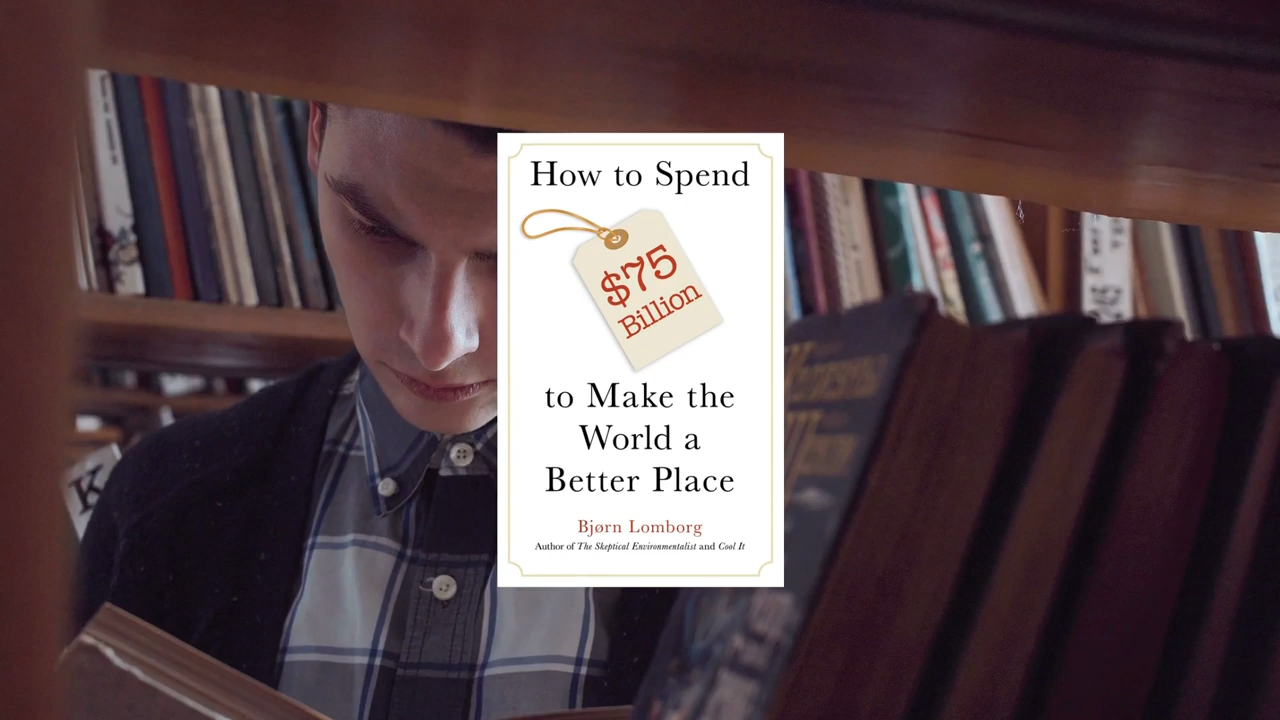 How to Spend
$75
Billion
to Make the
World a
Better Place
Bjørn Lomborg
Author of The Skeptical Environmentalist and Cool It
K